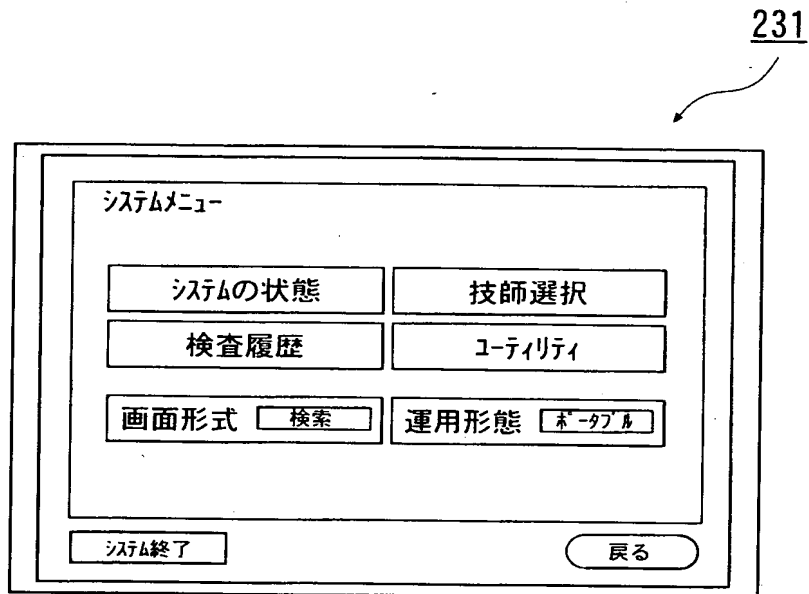 231
ｼｽﾃﾑﾒﾆｭｰ
ｼｽﾃﾑの状態 技師選択
検査履歴 ﾕｰﾃｨﾘﾃｨ
画面形式 検索 運用形態 ﾎﾟｰﾀﾌﾞﾙ
ｼｽﾃﾑ終了 戻る